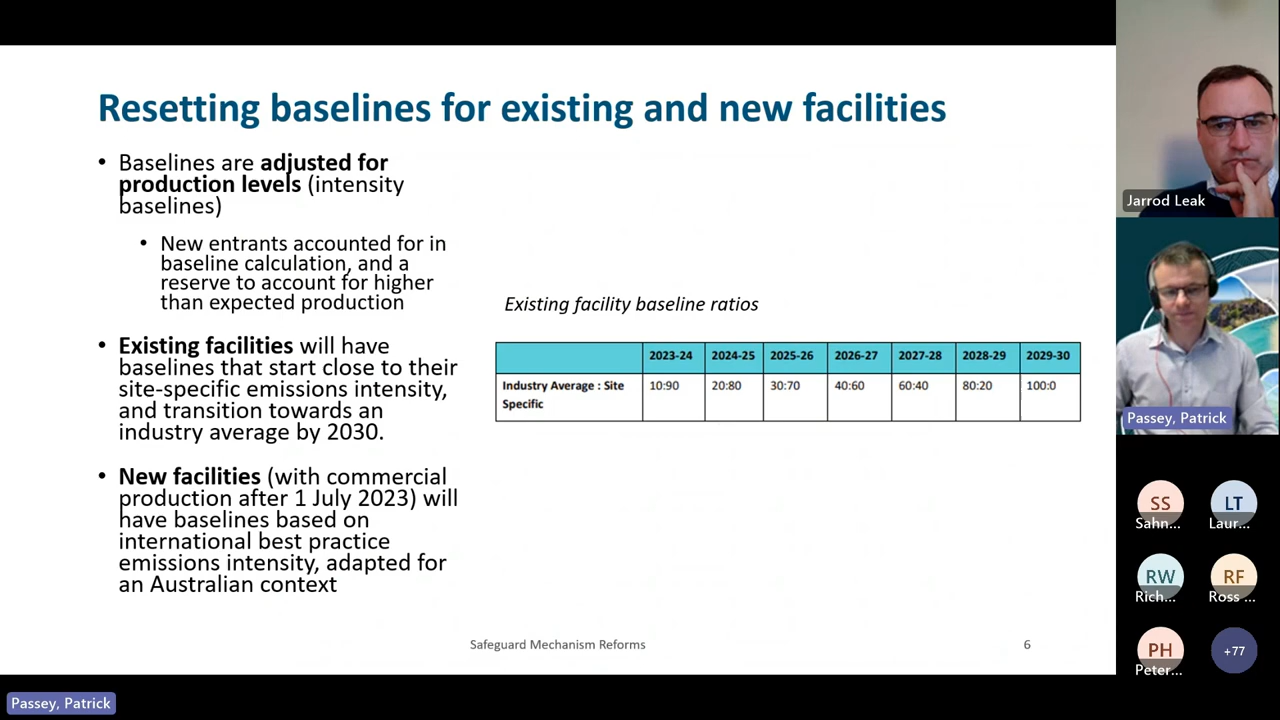 Resetting baselines for existing and new facilities
• Baselines are adjusted for
production levels (intensity
baselines)
• New entrants accounted for in
baseline calculation, and a
reserve to account for higher
than expected production
• Existing facilities will have
baselines that start close to their
site-specific emissions intensity,
and transition towards an
industry average by 2030.
• New facilities (with commercial
production after 1 July 2023) will
have baselines based on
international best practice
emissions intensity, adapted for
an Australian context
Existing facility baseline ratios
2023-24 2024-25 2025-26 2026-27 2027-28 2028-29 2029-30
Industry Average : Site 10:90 20:80 30:70 40:60 60:40 80:20 100:0
Specific
Safeguard Mechanism Reforms 6
Jarrod Leak
Passey, Patrick
SS LT
Sahn... Laur...
RW RF
Rich... Ross ...
PH +77
Peter...
Passey, Patrick